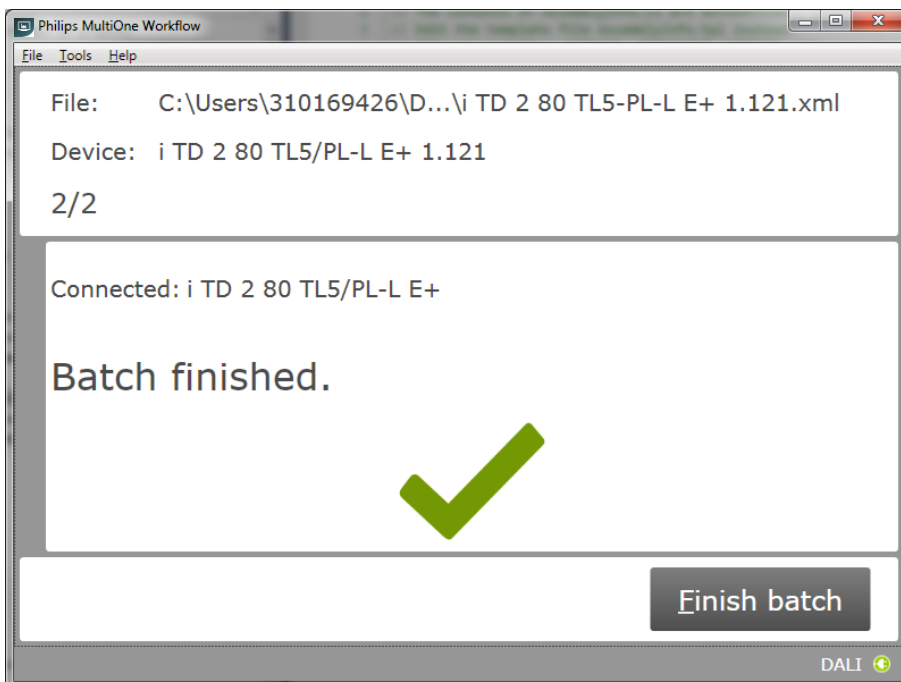 Philips MultiOne Workflow
File Tools Help
File: C:\Users\310169426\D...\i TD 2 80 TL5-PL-L E+ 1.121.xml
Device: i TD 2 80 TL5/PL-L E+ 1.121
2/2
Connected: i TD 2 80 TL5/PL-L E+
Batch finished.
Finish batch
DALI